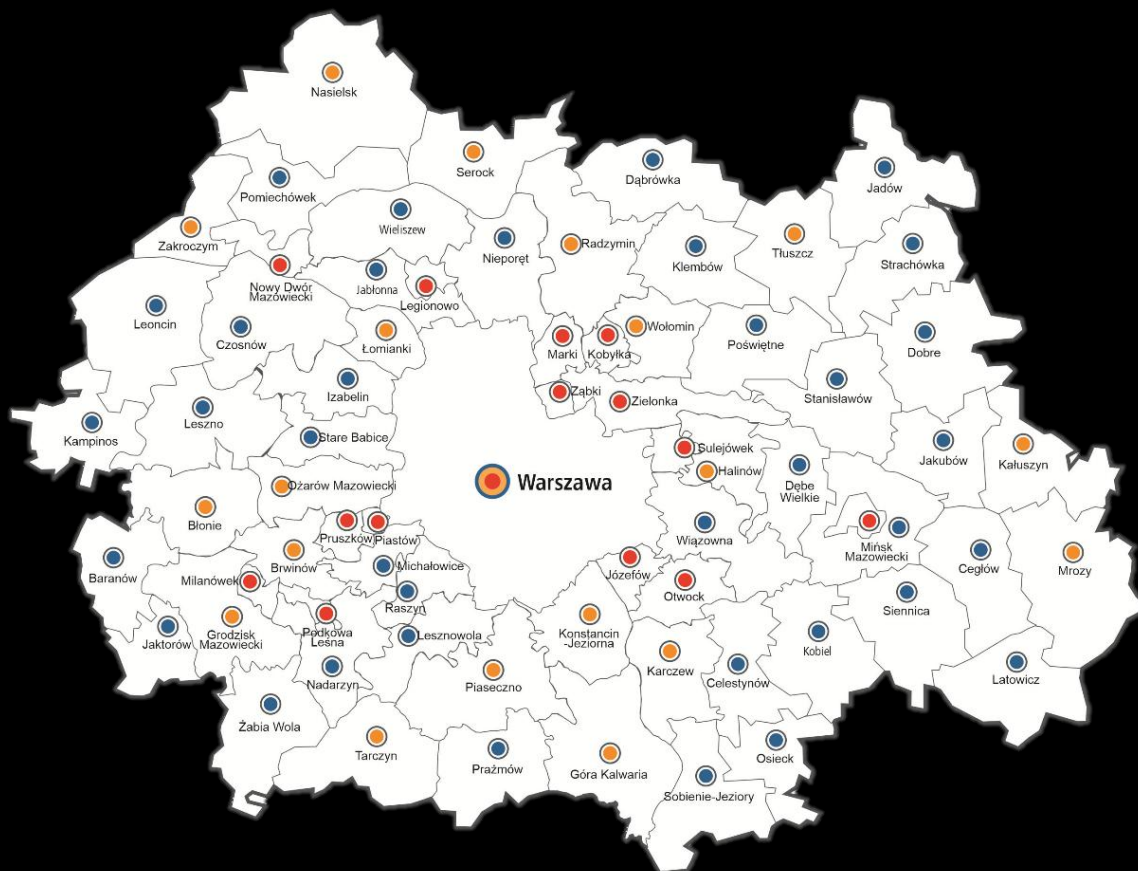 Nasielsk
Serock
Dąbrówka
Jadów
Pomiechówek
Wieliszew
Zakroczym
Nieporęt
Radzymin
Klembów
Tłuszcz
Strachówka
Nowy Dwór
Mazowiecki
Jabłonna
Legionowo
Leoncin
Czosnów
Łomianki
Marki
Kobyłka
Wołomin
Poświętne
Dobre
Izabelin
Ząbki
Zielonka
Stanisławów
Kampinos
Leszno
Stare Babice
Sulejówek
Halinów
Dębe
Wielkie
Jakubów
Kałuszyn
Warszawa
Ożarów Mazowiecki
Błonie
Pruszków
Piastów
Wiązowna
Mińsk
Mazowiecki
Baranów
Brwinów
Michałowice
Józefów
Cegłów
Mrozy
Milanówek
Raszyn
Otwock
Siennica
Jaktorów
Grodzisk
Mazowiecki
Podkowa
Leśna
Lesznowola
Konstancin
-Jeziorna
Kobiel
Nadarzyn
Piaseczno
Karczew
Celestynów
Latowicz
Żabia Wola
Tarczyn
Prażmów
Góra Kalwaria
Osieck
Sobienie-Jeziory